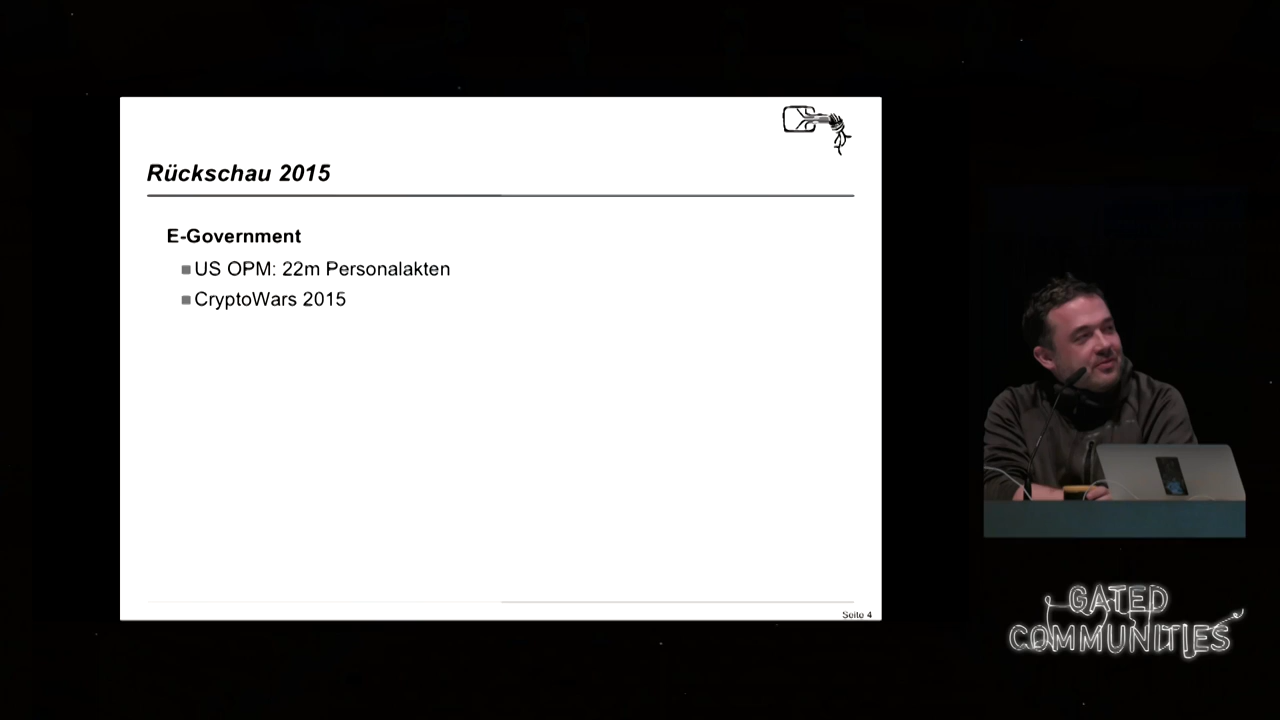 Rückschau 2015
E-Government
US OPM: 22m Personalakten
CryptoWars 2015
Seite 4
GATED
COMMUNITIES